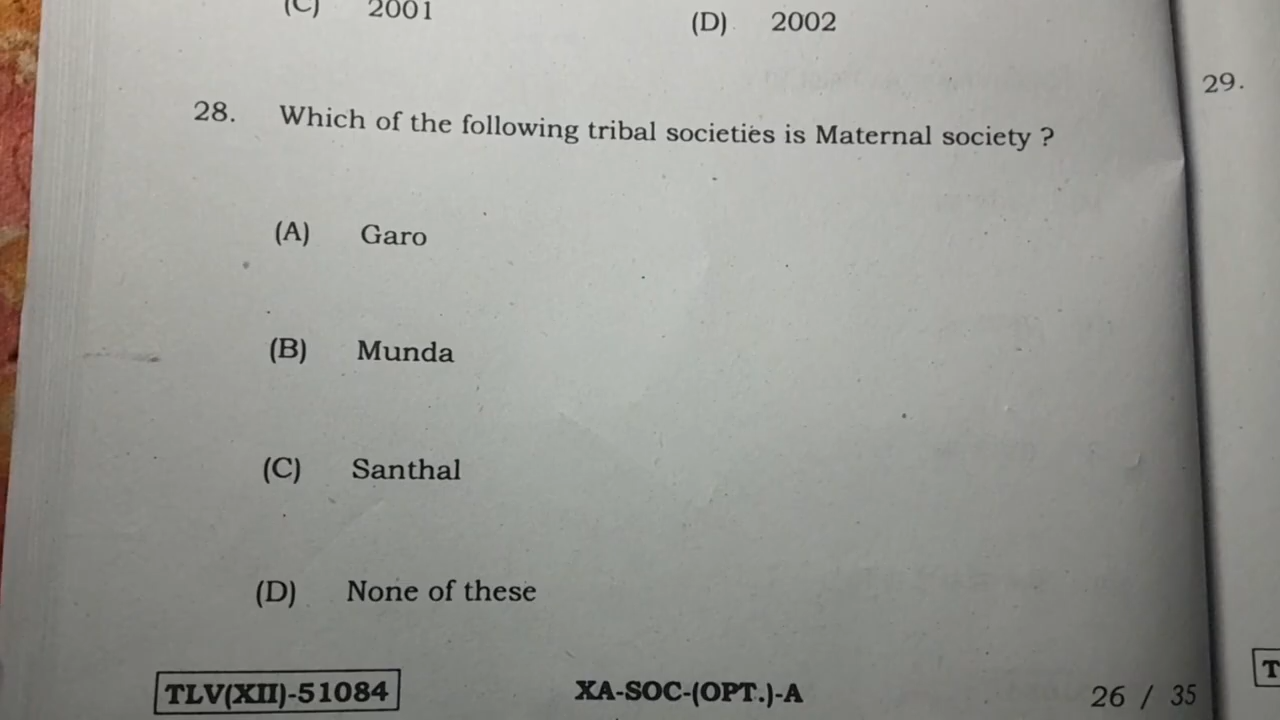 (C) 2001
(D) 2002
28. Which of the following tribal societies is Maternal society ?
(A) Garo
(B) Munda
(C) Santhal
(D) None of these
TLV(XII)-51084 XA-SOC-(OPT.)-A 26 / 35
29.
T